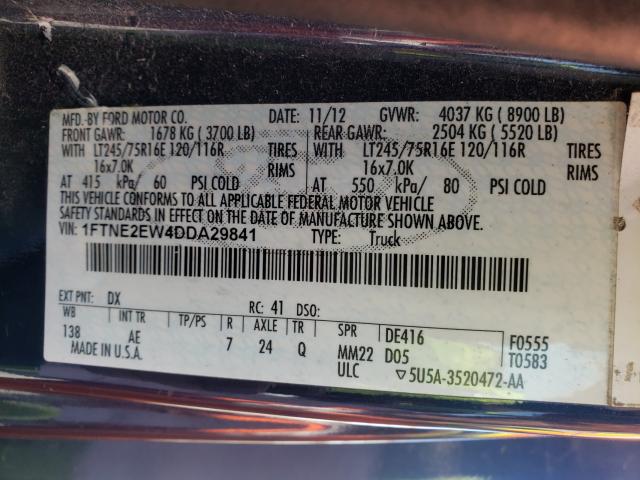 MFD. BY FORD MOTOR CO. DATE: 11/12 GVWR: 4037 KG ( 8900 LB)
FRONT GAWR: 1678 KG ( 3700 LB) REAR GAWR: 2504 KG ( 5520 LB)
WITH LT245/75R16E 120/116R TIRES WITH LT245/75R16E 120/116R TIRES
16x7.0K RIMS 16x7.0K RIMS
AT 415 kPa/ 60 PSI COLD AT 550 kPa/ 80 PSI COLD
THIS VEHICLE CONFORMS TO ALL APPLICABLE FEDERAL MOTOR VEHICLE
SAFETY STANDARDS IN EFFECT ON THE DATE OF MANUFACTURE SHOWN ABOVE.
VIN: 1FTNE2EW4DDA29841 TYPE: Truck
EXT PNT: DX RC: 41 DSO:
WB INT TR TP/PS R AXLE TR SPR DE416 F0555
138 AE 7 24 Q MM22 D05 T0583
MADE IN U.S.A. ULC ▽5U5A-3520472-AA